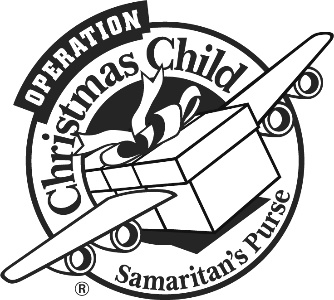 OPERATION
Christmas Child
Samaritan's Purse
®